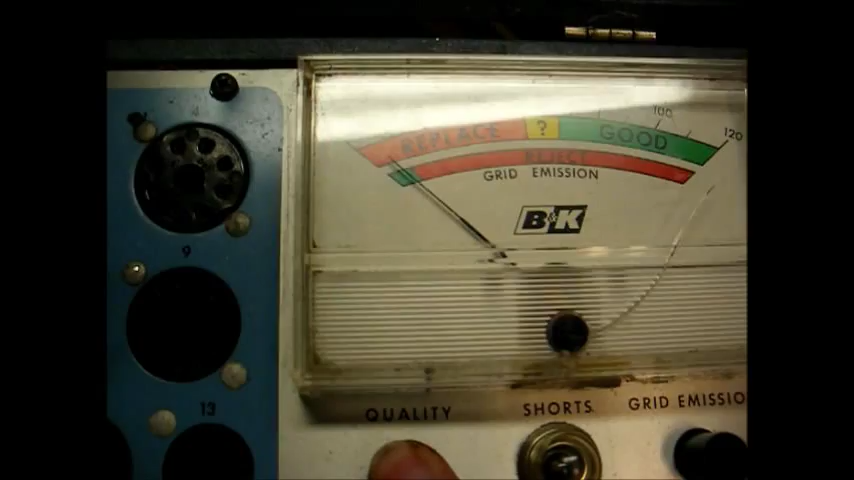 100
120
REPLACE ? GOOD
REJECT
GRID EMISSION
B&K
9
13
QUALITY
SHORTS
GRID EMISSIO